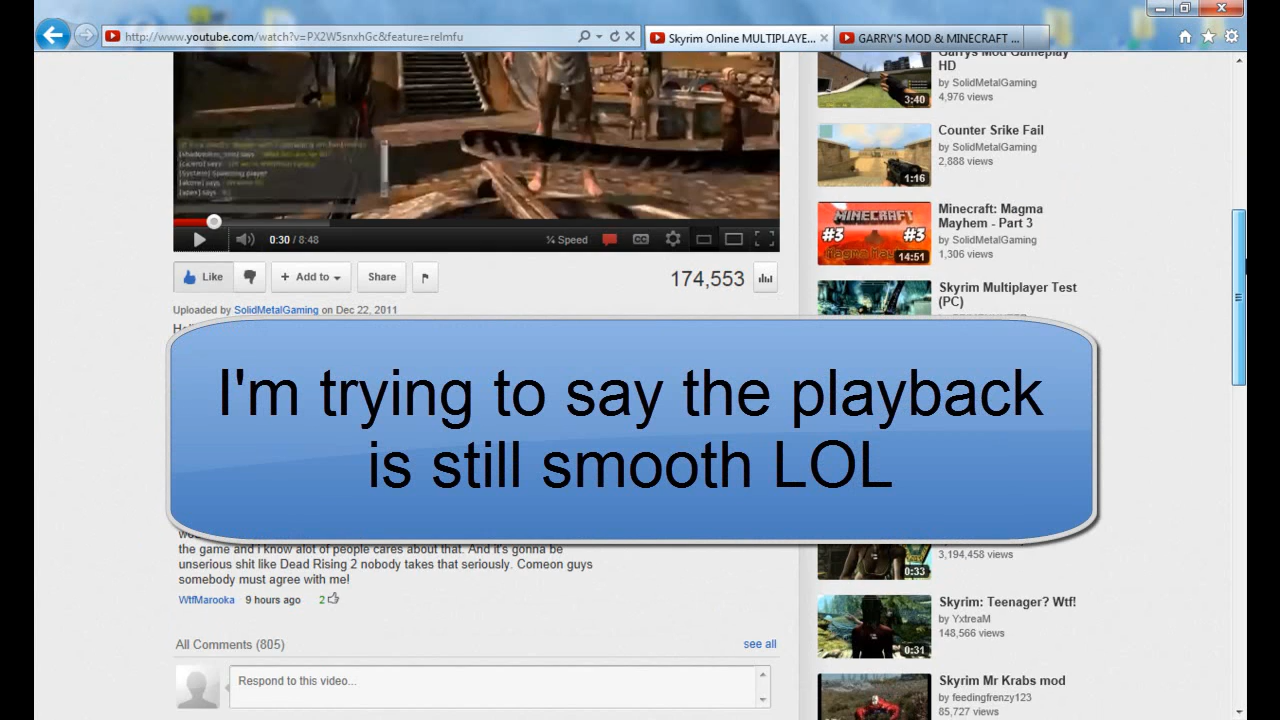 http://www.youtube.com/watch?v=PX2W5snxhGc&feature=relmfu
Skyrim Online MULTIPLAYE...
GARRY'S MOD & MINECRAFT ...
0:30 / 8:48
¼ Speed
CC
Like
Add to
Share
174,553
Uploaded by SolidMetalGaming on Dec 22, 2011
I'm trying to say the playback
is still smooth LOL
the game and I know alot of people cares about that. And it's gonna be
unserious shit like Dead Rising 2 nobody takes that seriously. Comeon guys
somebody must agree with me!
WtfMarooka 9 hours ago 2
All Comments (805)
see all
Respond to this video...
Garrys Mod Gameplay
HD
by SolidMetalGaming
4,976 views
3:40
Counter Srike Fail
by SolidMetalGaming
2,888 views
1:16
Minecraft: Magma
Mayhem - Part 3
by SolidMetalGaming
1,306 views
MINECRAFT
#3 #3
14:51
Skyrim Multiplayer Test
(PC)
3,194,458 views
0:33
Skyrim: Teenager? Wtf!
by YxtreaM
148,566 views
0:31
Skyrim Mr Krabs mod
by feedingfrenzy123
85,727 views